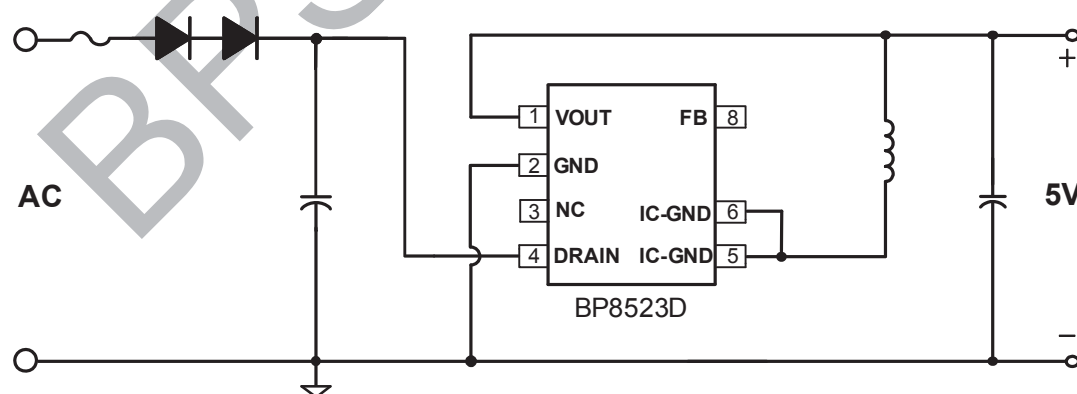 BPS
AC
1 VOUT
FB 8
2 GND
3 NC
IC-GND 6
4 DRAIN
IC-GND 5
BP8523D
+
5V
−